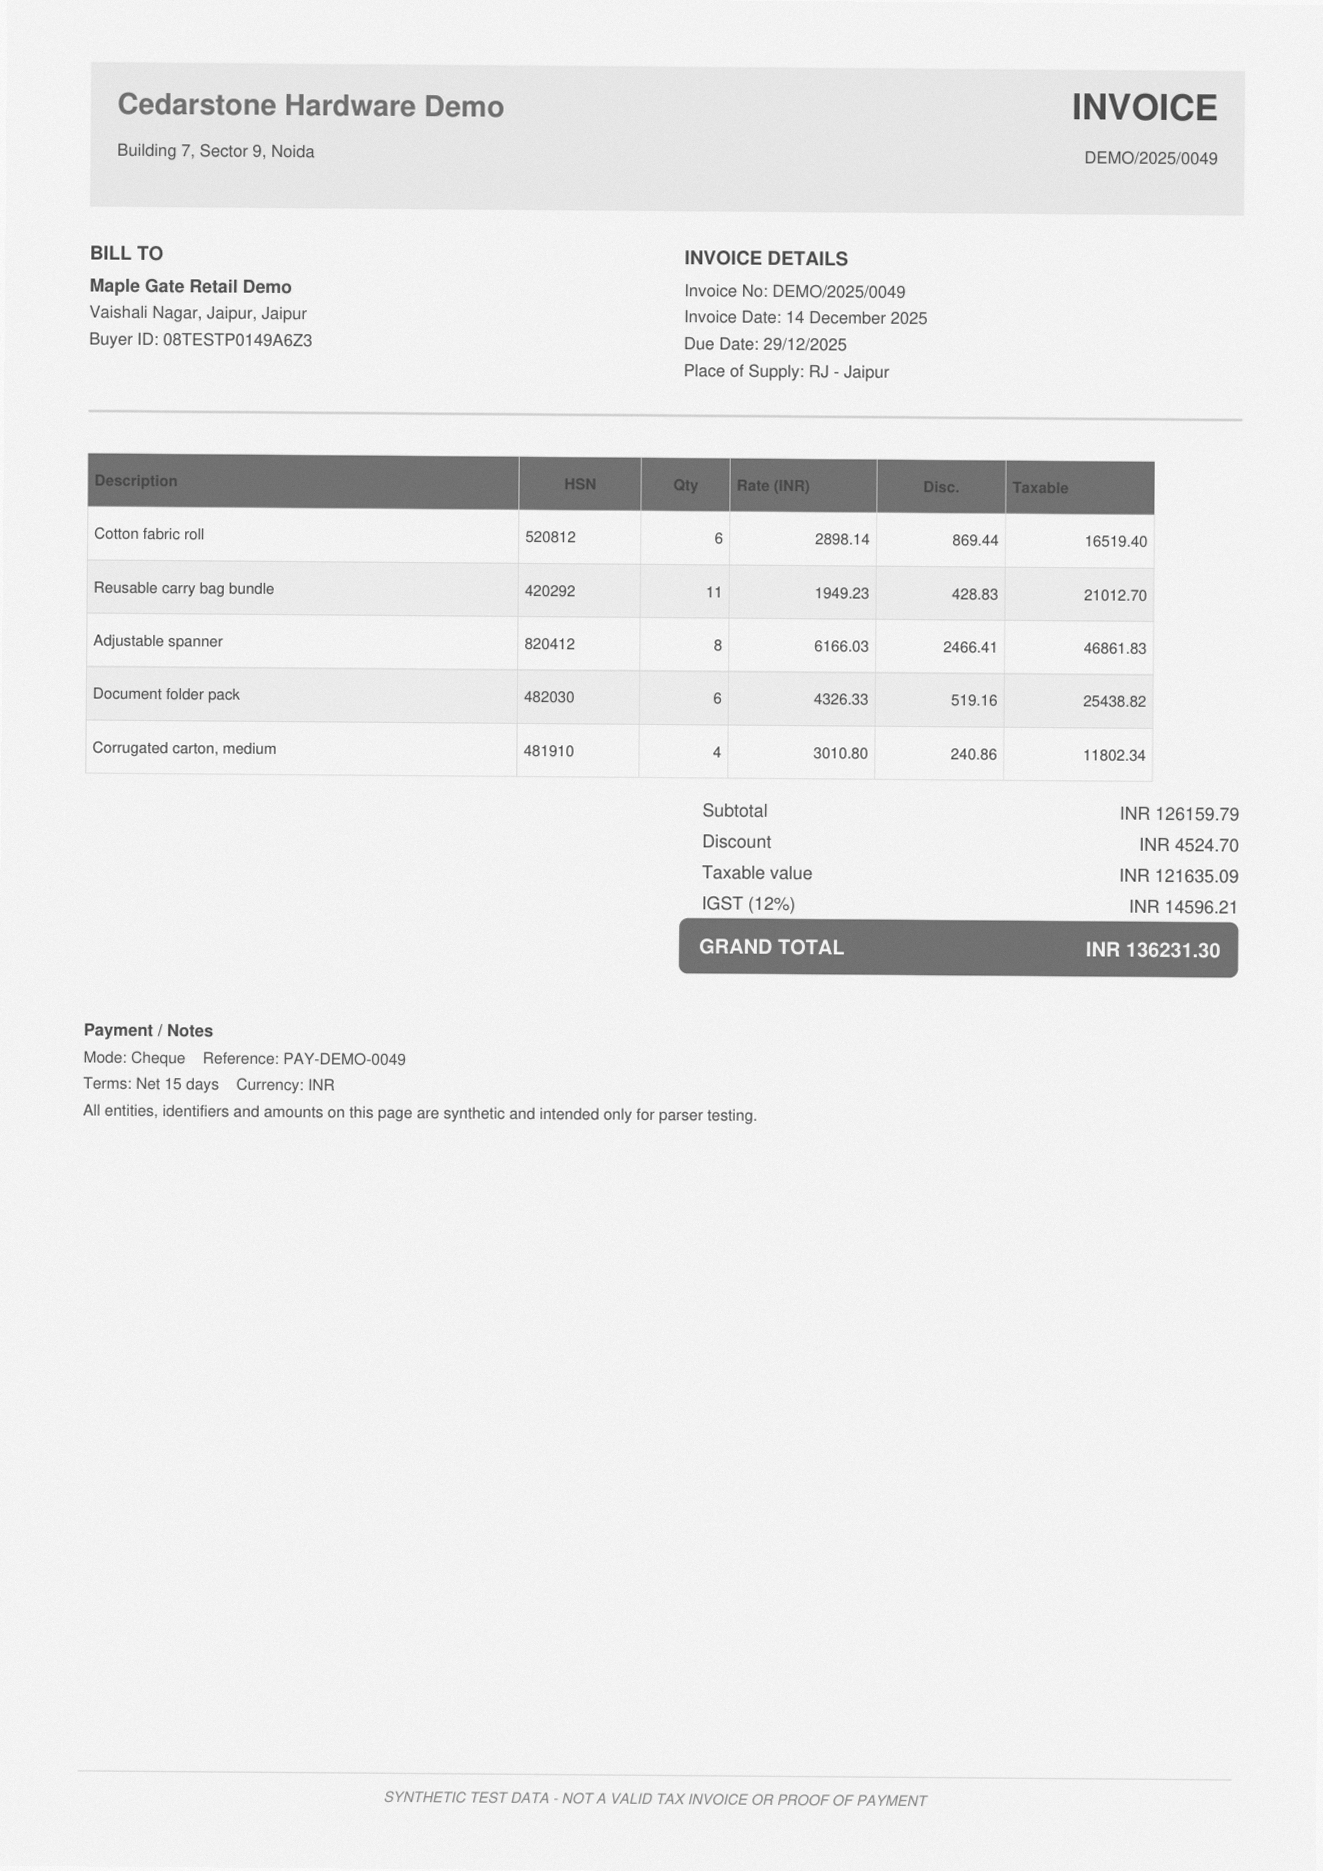 Cedarstone Hardware Demo
INVOICE
Building 7, Sector 9, Noida
DEMO/2025/0049
BILL TO
Maple Gate Retail Demo
Vaishali Nagar, Jaipur, Jaipur
Buyer ID: 08TESTP0149A6Z3
INVOICE DETAILS
Invoice No: DEMO/2025/0049
Invoice Date: 14 December 2025
Due Date: 29/12/2025
Place of Supply: RJ - Jaipur
Description HSN Qty Rate (INR) Disc. Taxable
Cotton fabric roll 520812 6 2898.14 869.44 16519.40
Reusable carry bag bundle 420292 11 1949.23 428.83 21012.70
Adjustable spanner 820412 8 6166.03 2466.41 46861.83
Document folder pack 482030 6 4326.33 519.16 25438.82
Corrugated carton, medium 481910 4 3010.80 240.86 11802.34
Subtotal INR 126159.79
Discount INR 4524.70
Taxable value INR 121635.09
IGST (12%) INR 14596.21
GRAND TOTAL INR 136231.30
Payment / Notes
Mode: Cheque Reference: PAY-DEMO-0049
Terms: Net 15 days Currency: INR
All entities, identifiers and amounts on this page are synthetic and intended only for parser testing.
SYNTHETIC TEST DATA - NOT A VALID TAX INVOICE OR PROOF OF PAYMENT